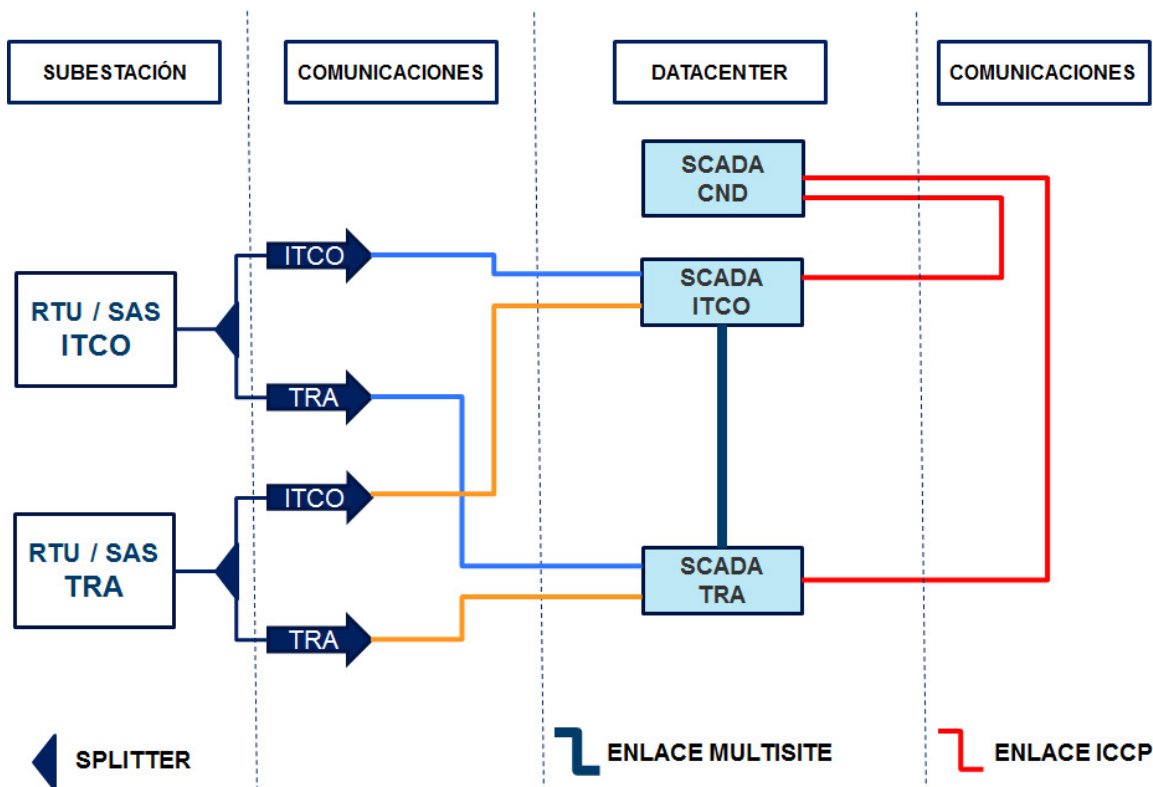 SUBESTACIÓN
COMUNICACIONES
DATACENTER
COMUNICACIONES
SCADA
CND
ITCO
SCADA
ITCO
RTU / SAS
ITCO
TRA
ITCO
RTU / SAS
TRA
SCADA
TRA
TRA
SPLITTER
ENLACE MULTISITE
ENLACE ICCP